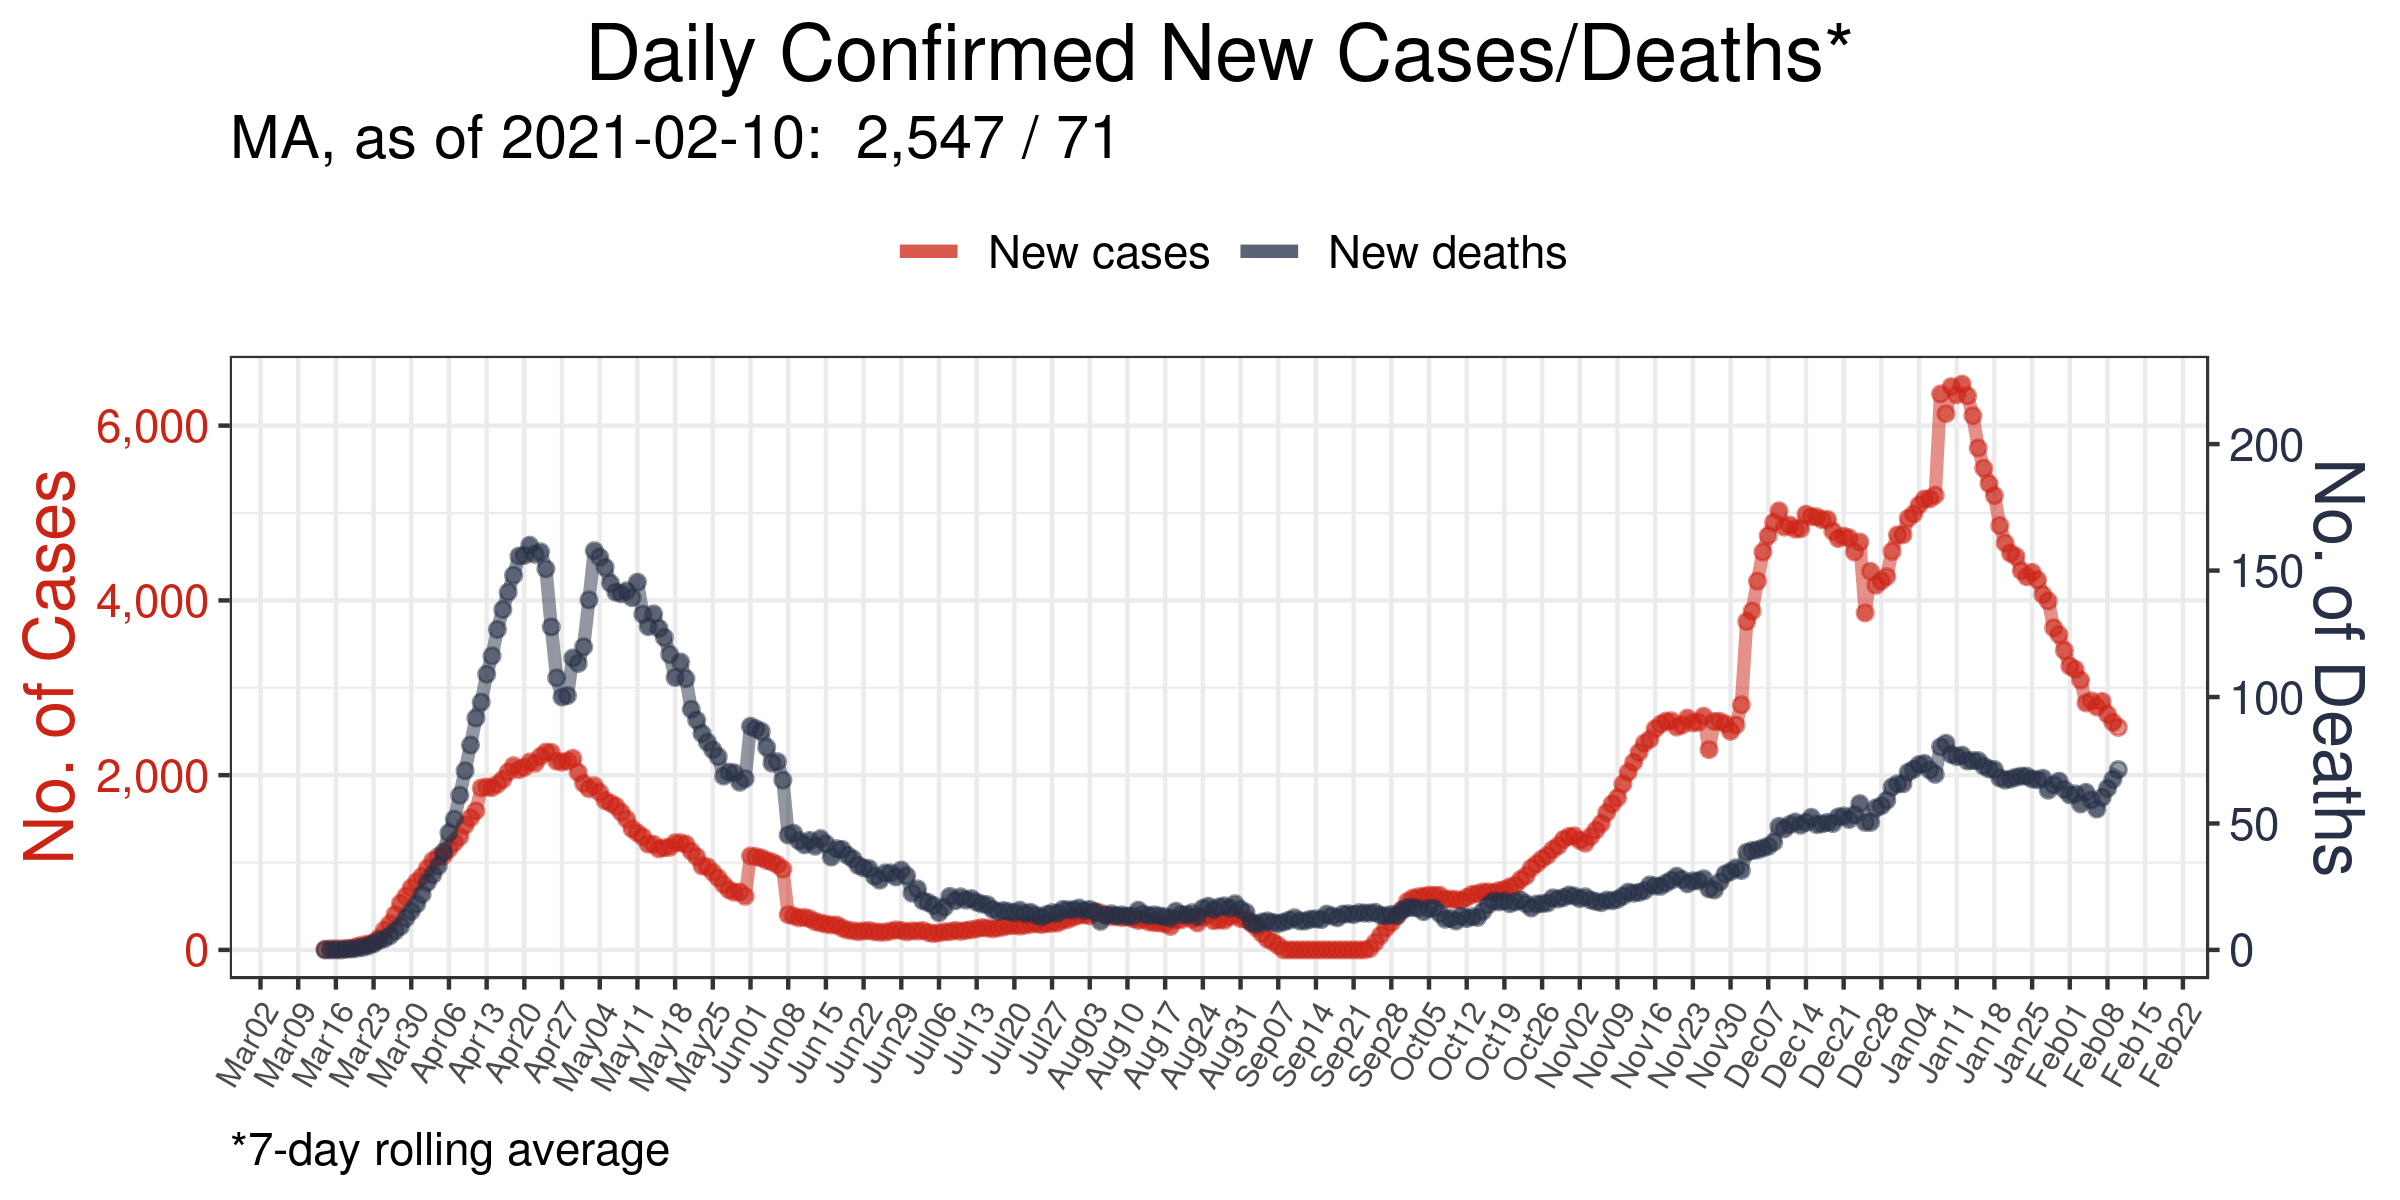 Daily Confirmed New Cases/Deaths*
MA, as of 2021-02-10:  2,547 / 71
New cases
New deaths
No. of Cases
6,000
4,000
2,000
0
200
150
100
50
0
No. of Deaths
Mar02
Mar09
Mar16
Mar23
Mar30
Apr06
Apr13
Apr20
Apr27
May04
May11
May18
May25
Jun01
Jun08
Jun15
Jun22
Jun29
Jul06
Jul13
Jul20
Jul27
Aug03
Aug10
Aug17
Aug24
Aug31
Sep07
Sep14
Sep21
Sep28
Oct05
Oct12
Oct19
Oct26
Nov02
Nov09
Nov16
Nov23
Nov30
Dec07
Dec14
Dec21
Dec28
Jan04
Jan11
Jan18
Jan25
Feb01
Feb08
Feb15
Feb22
*7-day rolling average